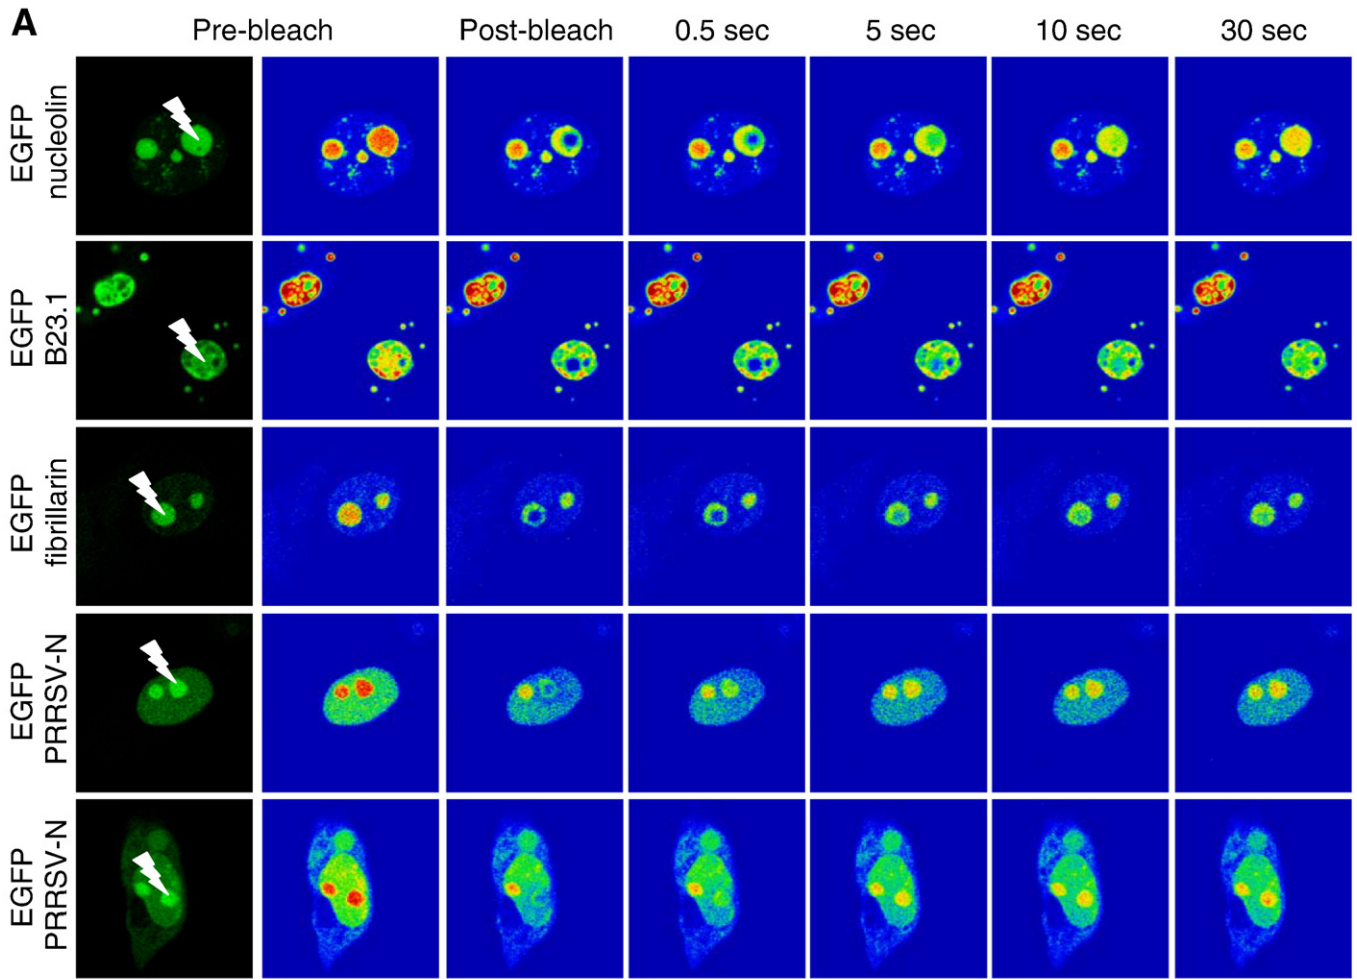 A
Pre-bleach Post-bleach 0.5 sec 5 sec 10 sec 30 sec
EGFP
nucleolin
EGFP
B23.1
EGFP
fibrillarin
EGFP
PRRSV-N
EGFP
PRRSV-N